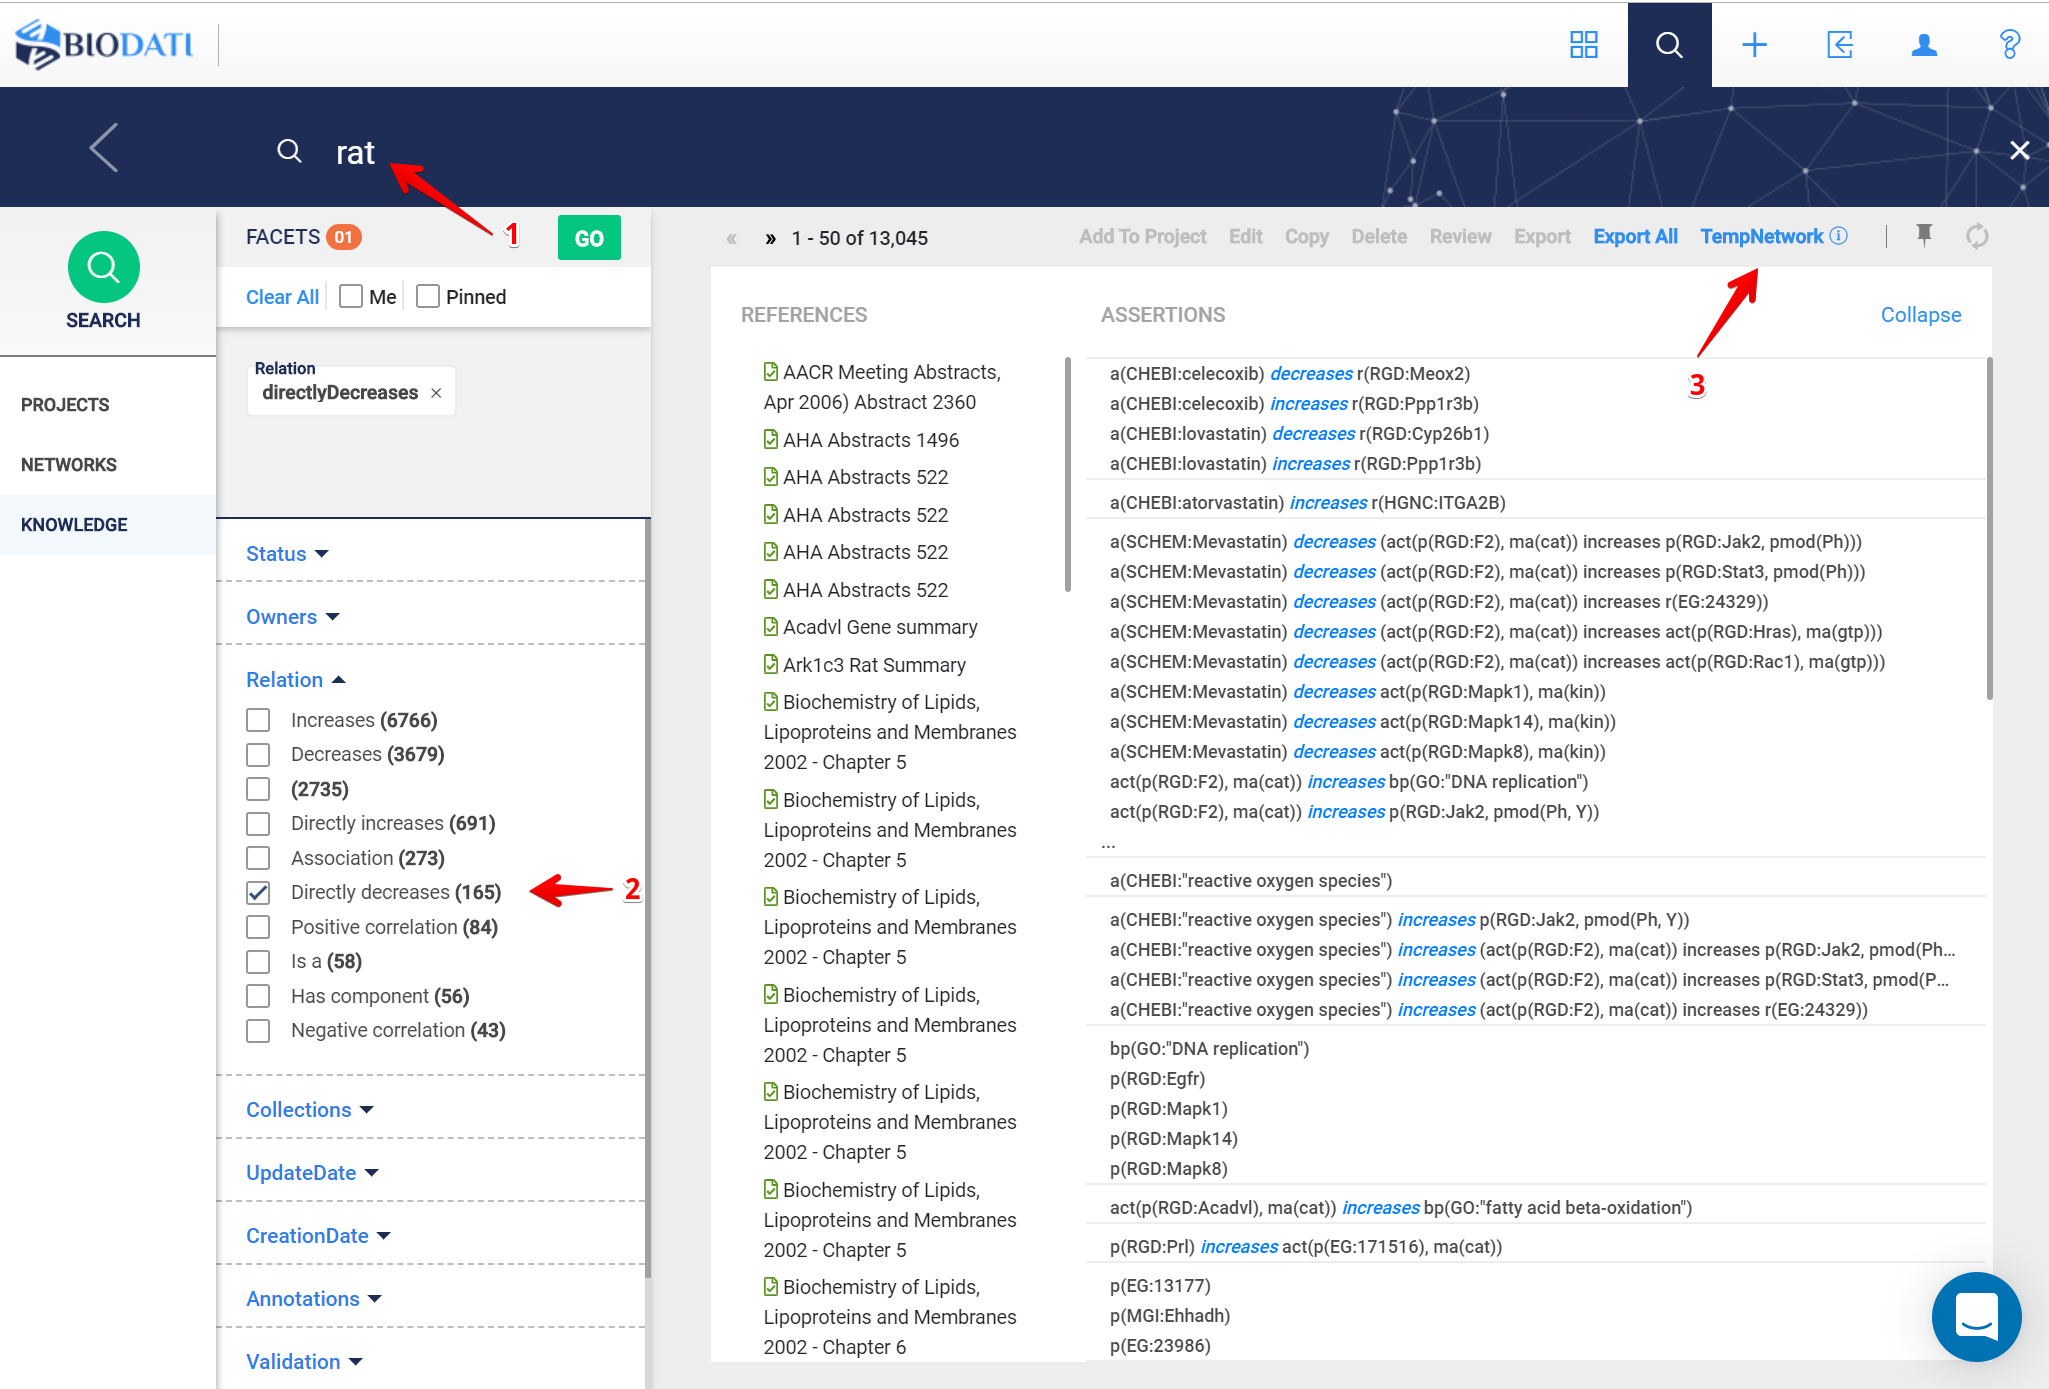 BIODATI
rat
1
SEARCH
PROJECTS
NETWORKS
KNOWLEDGE
FACETS 01
GO
Clear All Me Pinned
Relation
directlyDecreases ×
Status
Owners
Relation
Increases (6766)
Decreases (3679)
(2735)
Directly increases (691)
Association (273)
Directly decreases (165)
2
Positive correlation (84)
Is a (58)
Has component (56)
Negative correlation (43)
Collections
UpdateDate
CreationDate
Annotations
Validation
« » 1 - 50 of 13,045
Add To Project Edit Copy Delete Review Export Export All TempNetwork
3
REFERENCES
AACR Meeting Abstracts,
Apr 2006) Abstract 2360
AHA Abstracts 1496
AHA Abstracts 522
AHA Abstracts 522
AHA Abstracts 522
AHA Abstracts 522
Acadvl Gene summary
Ark1c3 Rat Summary
Biochemistry of Lipids,
Lipoproteins and Membranes
2002 - Chapter 5
Biochemistry of Lipids,
Lipoproteins and Membranes
2002 - Chapter 5
Biochemistry of Lipids,
Lipoproteins and Membranes
2002 - Chapter 5
Biochemistry of Lipids,
Lipoproteins and Membranes
2002 - Chapter 5
Biochemistry of Lipids,
Lipoproteins and Membranes
2002 - Chapter 5
Biochemistry of Lipids,
Lipoproteins and Membranes
2002 - Chapter 5
Biochemistry of Lipids,
Lipoproteins and Membranes
2002 - Chapter 6
ASSERTIONS
Collapse
a(CHEBI:celecoxib) decreases r(RGD:Meox2)
a(CHEBI:celecoxib) increases r(RGD:Ppp1r3b)
a(CHEBI:lovastatin) decreases r(RGD:Cyp26b1)
a(CHEBI:lovastatin) increases r(RGD:Ppp1r3b)
a(CHEBI:atorvastatin) increases r(HGNC:ITGA2B)
a(SCHEM:Mevastatin) decreases (act(p(RGD:F2), ma(cat)) increases p(RGD:Jak2, pmod(Ph)))
a(SCHEM:Mevastatin) decreases (act(p(RGD:F2), ma(cat)) increases p(RGD:Stat3, pmod(Ph)))
a(SCHEM:Mevastatin) decreases (act(p(RGD:F2), ma(cat)) increases r(EG:24329))
a(SCHEM:Mevastatin) decreases (act(p(RGD:F2), ma(cat)) increases act(p(RGD:Hras), ma(gtp)))
a(SCHEM:Mevastatin) decreases (act(p(RGD:F2), ma(cat)) increases act(p(RGD:Rac1), ma(gtp)))
a(SCHEM:Mevastatin) decreases act(p(RGD:Mapk1), ma(kin))
a(SCHEM:Mevastatin) decreases act(p(RGD:Mapk14), ma(kin))
a(SCHEM:Mevastatin) decreases act(p(RGD:Mapk8), ma(kin))
act(p(RGD:F2), ma(cat)) increases bp(GO:"DNA replication")
act(p(RGD:F2), ma(cat)) increases p(RGD:Jak2, pmod(Ph, Y))
...
a(CHEBI:"reactive oxygen species")
a(CHEBI:"reactive oxygen species") increases p(RGD:Jak2, pmod(Ph, Y))
a(CHEBI:"reactive oxygen species") increases (act(p(RGD:F2), ma(cat)) increases p(RGD:Jak2, pmod(Ph...
a(CHEBI:"reactive oxygen species") increases (act(p(RGD:F2), ma(cat)) increases p(RGD:Stat3, pmod(P...
a(CHEBI:"reactive oxygen species") increases (act(p(RGD:F2), ma(cat)) increases r(EG:24329))
bp(GO:"DNA replication")
p(RGD:Egfr)
p(RGD:Mapk1)
p(RGD:Mapk14)
p(RGD:Mapk8)
act(p(RGD:Acadvl), ma(cat)) increases bp(GO:"fatty acid beta-oxidation")
p(RGD:Prl) increases act(p(EG:171516), ma(cat))
p(EG:13177)
p(MGI:Ehhadh)
p(EG:23986)